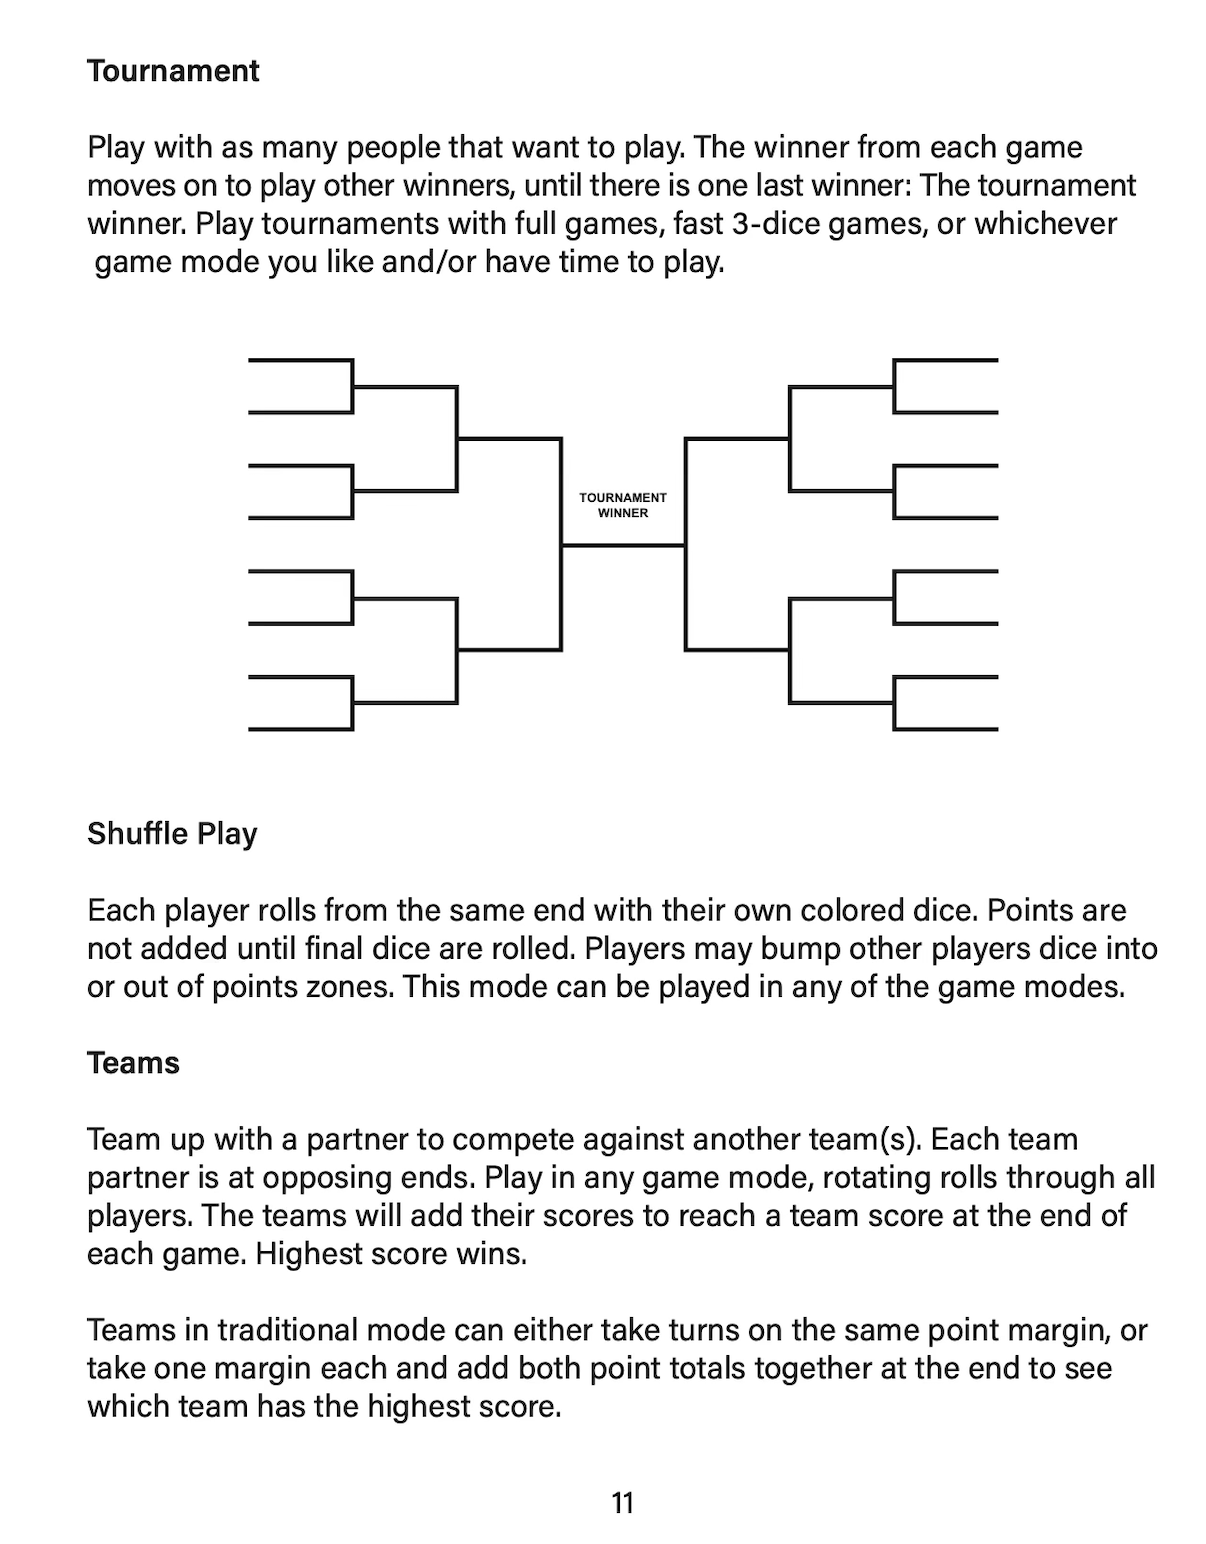 Tournament
Play with as many people that want to play. The winner from each game
moves on to play other winners, until there is one last winner: The tournament
winner. Play tournaments with full games, fast 3-dice games, or whichever
game mode you like and/or have time to play.
TOURNAMENT
WINNER
Shuffle Play
Each player rolls from the same end with their own colored dice. Points are
not added until final dice are rolled. Players may bump other players dice into
or out of points zones. This mode can be played in any of the game modes.
Teams
Team up with a partner to compete against another team(s). Each team
partner is at opposing ends. Play in any game mode, rotating rolls through all
players. The teams will add their scores to reach a team score at the end of
each game. Highest score wins.
Teams in traditional mode can either take turns on the same point margin, or
take one margin each and add both point totals together at the end to see
which team has the highest score.
11